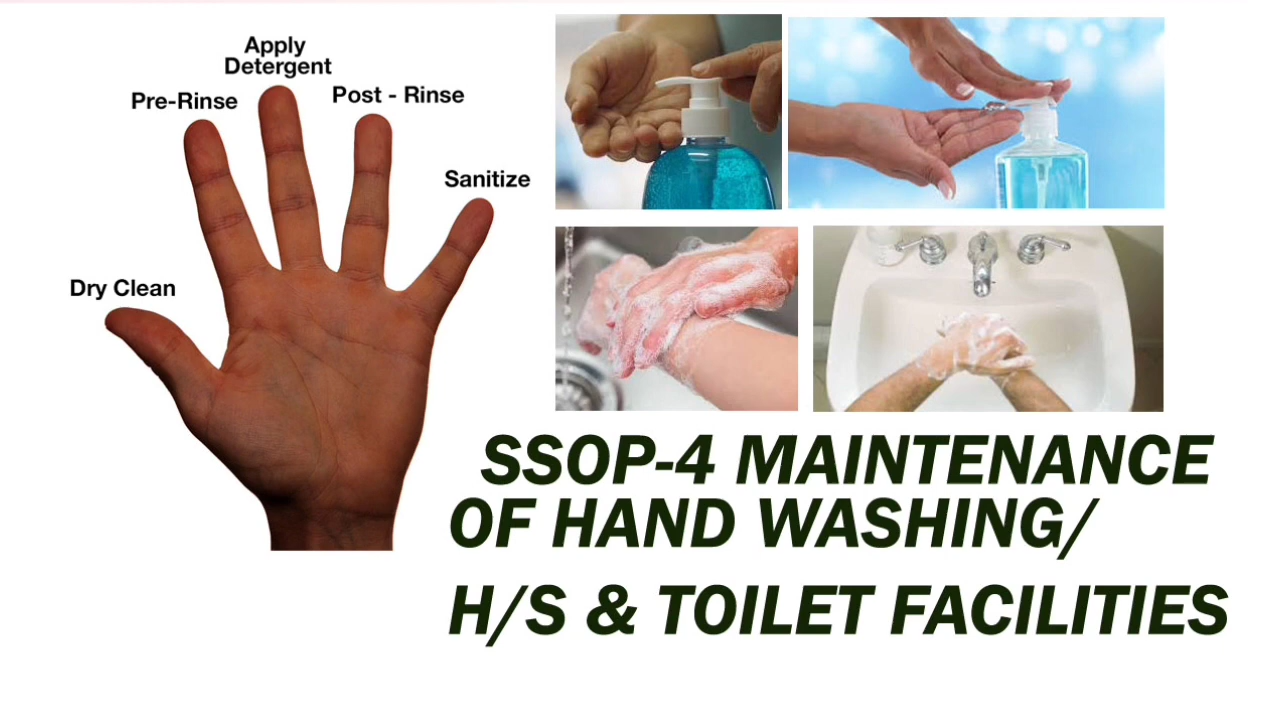 Apply
Detergent
Pre-Rinse
Post - Rinse
Sanitize
Dry Clean
SSOP-4 MAINTENANCE
OF HAND WASHING/
H/S & TOILET FACILITIES